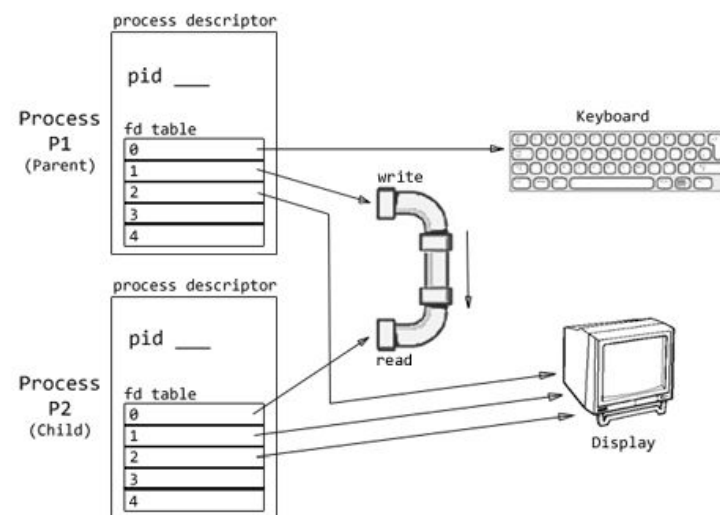 process descriptor
pid ___
Process
P1
(Parent)
fd table
0
1
2
3
4
Keyboard
write
read
process descriptor
pid ___
Process
P2
(Child)
fd table
0
1
2
3
4
Display